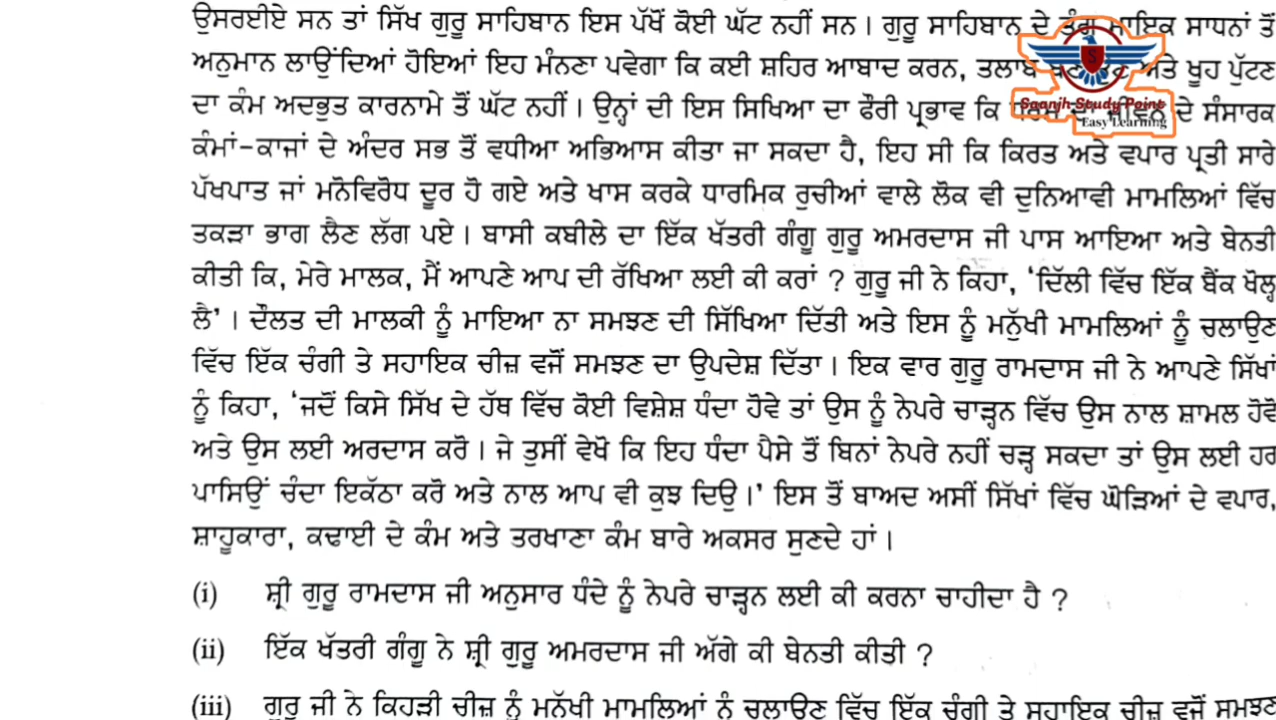 ਉਸਰਈਏ ਸਨ ਤਾਂ ਸਿੱਖ ਗੁਰੂ ਸਾਹਿਬਾਨ ਇਸ ਪੱਖੋਂ ਕੋਈ ਘੱਟ ਨਹੀਂ ਸਨ । ਗੁਰੂ ਸਾਹਿਬਾਨ ਦੇ ਤੰਗ ਮਾਇਕ ਸਾਧਨਾਂ ਤੋਂ
ਅਨੁਮਾਨ ਲਾਉਂਦਿਆਂ ਹੋਇਆਂ ਇਹ ਮੰਨਣਾ ਪਵੇਗਾ ਕਿ ਕਈ ਸ਼ਹਿਰ ਆਬਾਦ ਕਰਨ, ਤਲਾਬ ਅਤੇ ਖੂਹ ਪੁੱਟਣ
ਦਾ ਕੰਮ ਅਦਭੁਤ ਕਾਰਨਾਮੇ ਤੋਂ ਘੱਟ ਨਹੀਂ । ਉਨ੍ਹਾਂ ਦੀ ਇਸ ਸਿਖਿਆ ਦਾ ਫੌਰੀ ਪ੍ਰਭਾਵ ਕਿ ਜੀਵਨ ਦੇ ਸੰਸਾਰਕ
Saanjh Study Point
Easy Learning
ਕੰਮਾਂ-ਕਾਜਾਂ ਦੇ ਅੰਦਰ ਸਭ ਤੋਂ ਵਧੀਆ ਅਭਿਆਸ ਕੀਤਾ ਜਾ ਸਕਦਾ ਹੈ, ਇਹ ਸੀ ਕਿ ਕਿਰਤ ਅਤੇ ਵਪਾਰ ਪ੍ਰਤੀ ਸਾਰੇ
ਪੱਖਪਾਤ ਜਾਂ ਮਨੋਵਿਰੋਧ ਦੂਰ ਹੋ ਗਏ ਅਤੇ ਖਾਸ ਕਰਕੇ ਧਾਰਮਿਕ ਰੁਚੀਆਂ ਵਾਲੇ ਲੋਕ ਵੀ ਦੁਨਿਆਵੀ ਮਾਮਲਿਆਂ ਵਿੱਚ
ਤਕੜਾ ਭਾਗ ਲੈਣ ਲੱਗ ਪਏ । ਬਾਸੀ ਕਬੀਲੇ ਦਾ ਇੱਕ ਖੱਤਰੀ ਗੰਗੂ ਗੁਰੂ ਅਮਰਦਾਸ ਜੀ ਪਾਸ ਆਇਆ ਅਤੇ ਬੇਨਤੀ
ਕੀਤੀ ਕਿ, ਮੇਰੇ ਮਾਲਕ, ਮੈਂ ਆਪਣੇ ਆਪ ਦੀ ਰੱਖਿਆ ਲਈ ਕੀ ਕਰਾਂ ? ਗੁਰੂ ਜੀ ਨੇ ਕਿਹਾ, 'ਦਿੱਲੀ ਵਿੱਚ ਇੱਕ ਬੈਂਕ ਖੋਲ੍ਹ
ਲੈ' । ਦੌਲਤ ਦੀ ਮਾਲਕੀ ਨੂੰ ਮਾਇਆ ਨਾ ਸਮਝਣ ਦੀ ਸਿੱਖਿਆ ਦਿੱਤੀ ਅਤੇ ਇਸ ਨੂੰ ਮਨੁੱਖੀ ਮਾਮਲਿਆਂ ਨੂੰ ਚਲਾਉਣ
ਵਿੱਚ ਇੱਕ ਚੰਗੀ ਤੇ ਸਹਾਇਕ ਚੀਜ਼ ਵਜੋਂ ਸਮਝਣ ਦਾ ਉਪਦੇਸ਼ ਦਿੱਤਾ । ਇਕ ਵਾਰ ਗੁਰੂ ਰਾਮਦਾਸ ਜੀ ਨੇ ਆਪਣੇ ਸਿੱਖਾਂ
ਨੂੰ ਕਿਹਾ, 'ਜਦੋਂ ਕਿਸੇ ਸਿੱਖ ਦੇ ਹੱਥ ਵਿੱਚ ਕੋਈ ਵਿਸ਼ੇਸ਼ ਧੰਦਾ ਹੋਵੇ ਤਾਂ ਉਸ ਨੂੰ ਨੇਪਰੇ ਚਾੜ੍ਹਨ ਵਿੱਚ ਉਸ ਨਾਲ ਸ਼ਾਮਲ ਹੋਵੋ
ਅਤੇ ਉਸ ਲਈ ਅਰਦਾਸ ਕਰੋ । ਜੇ ਤੁਸੀਂ ਵੇਖੋ ਕਿ ਇਹ ਧੰਦਾ ਪੈਸੇ ਤੋਂ ਬਿਨਾਂ ਨੇਪਰੇ ਨਹੀਂ ਚੜ੍ਹ ਸਕਦਾ ਤਾਂ ਉਸ ਲਈ ਹਰ
ਪਾਸਿਉਂ ਚੰਦਾ ਇਕੱਠਾ ਕਰੋ ਅਤੇ ਨਾਲ ਆਪ ਵੀ ਕੁਝ ਦਿਉ ।' ਇਸ ਤੋਂ ਬਾਅਦ ਅਸੀਂ ਸਿੱਖਾਂ ਵਿੱਚ ਘੋੜਿਆਂ ਦੇ ਵਪਾਰ,
ਸ਼ਾਹੂਕਾਰਾ, ਕਢਾਈ ਦੇ ਕੰਮ ਅਤੇ ਤਰਖਾਣਾ ਕੰਮ ਬਾਰੇ ਅਕਸਰ ਸੁਣਦੇ ਹਾਂ ।
(i) ਸ਼੍ਰੀ ਗੁਰੂ ਰਾਮਦਾਸ ਜੀ ਅਨੁਸਾਰ ਧੰਦੇ ਨੂੰ ਨੇਪਰੇ ਚਾੜ੍ਹਨ ਲਈ ਕੀ ਕਰਨਾ ਚਾਹੀਦਾ ਹੈ ?
(ii) ਇੱਕ ਖੱਤਰੀ ਗੰਗੂ ਨੇ ਸ਼੍ਰੀ ਗੁਰੂ ਅਮਰਦਾਸ ਜੀ ਅੱਗੇ ਕੀ ਬੇਨਤੀ ਕੀਤੀ ?
(iii) ਗੁਰੂ ਜੀ ਨੇ ਕਿਹੜੀ ਚੀਜ਼ ਨੂੰ ਮਨੁੱਖੀ ਮਾਮਲਿਆਂ ਨੂੰ ਚਲਾਉਣ ਵਿੱਚ ਇੱਕ ਚੰਗੀ ਤੇ ਸਹਾਇਕ ਚੀਜ਼ ਵਜੋਂ ਸਮਝਣ